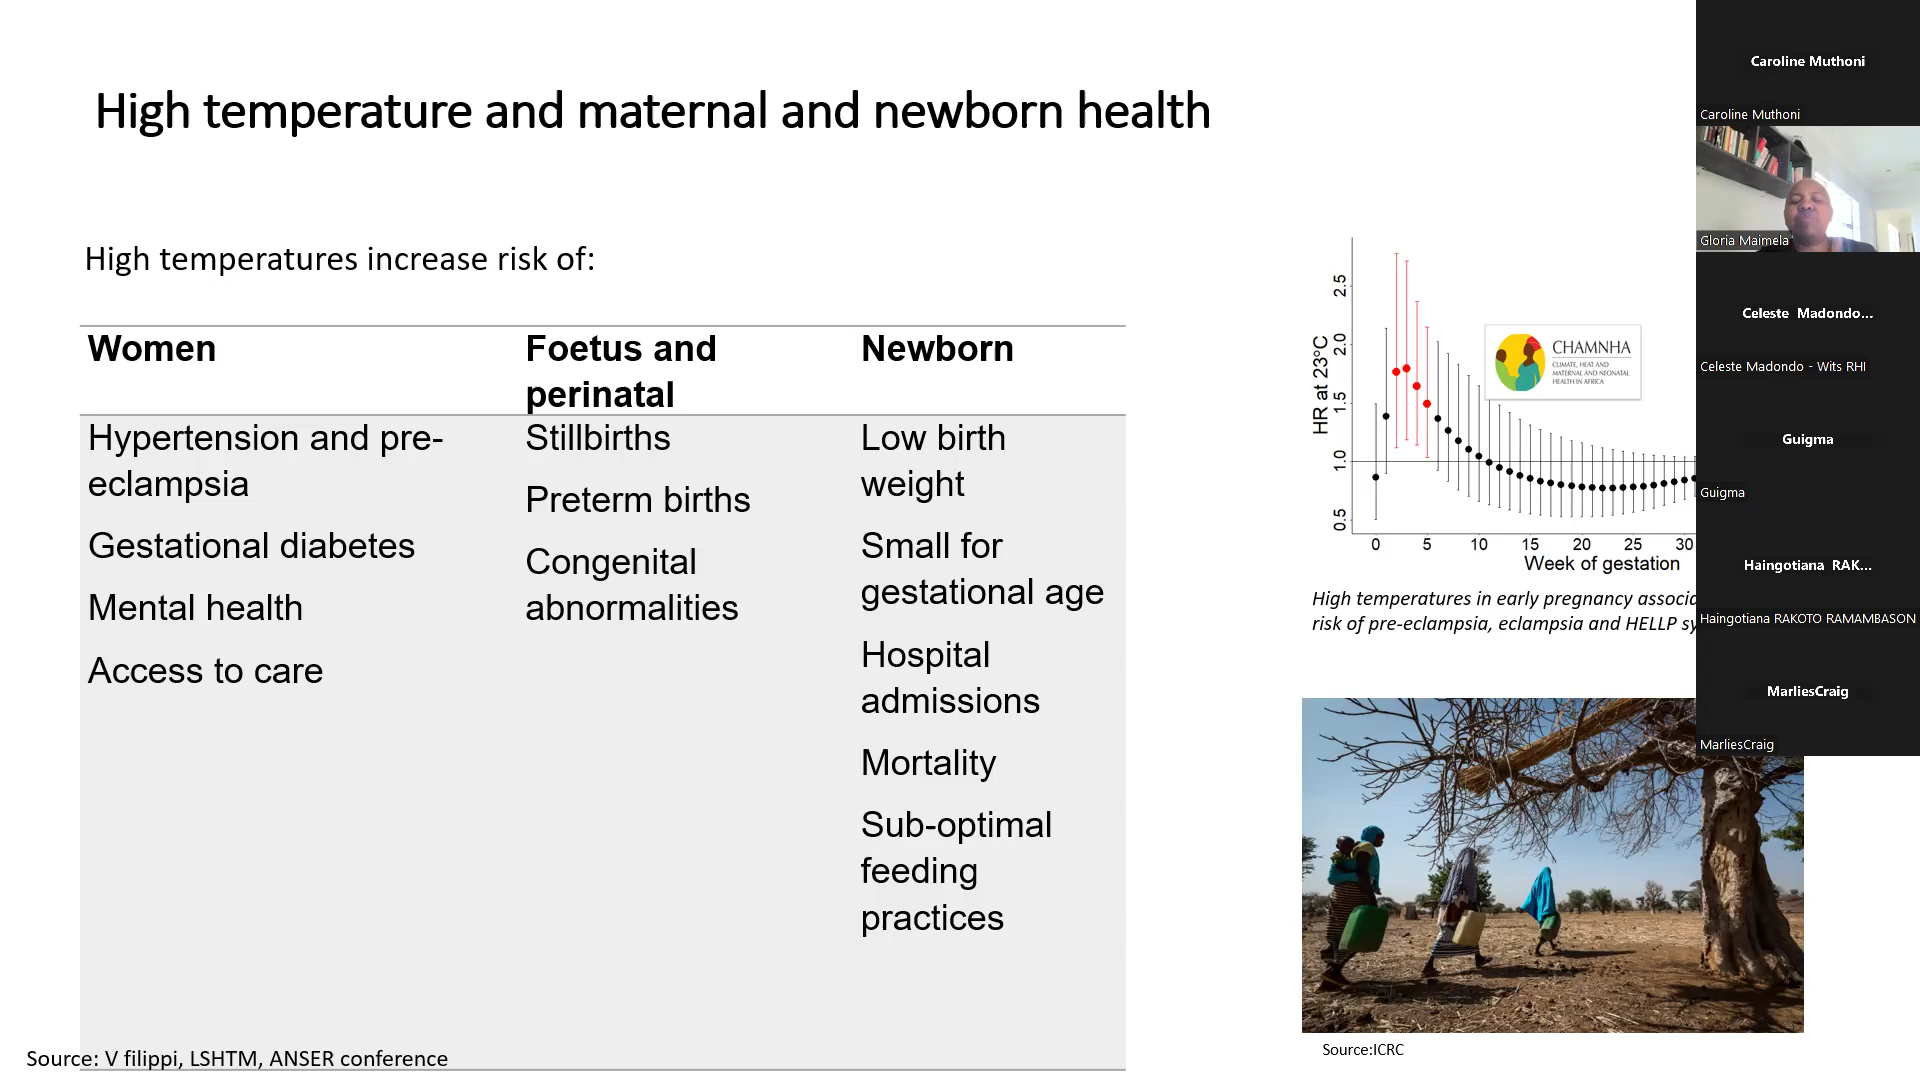 High temperature and maternal and newborn health
High temperatures increase risk of:
Women
Foetus and
perinatal
Newborn
Hypertension and pre-
eclampsia
Gestational diabetes
Mental health
Access to care
Stillbirths
Preterm births
Congenital
abnormalities
Low birth
weight
Small for
gestational age
Hospital
admissions
Mortality
Sub-optimal
feeding
practices
Source: V filippi, LSHTM, ANSER conference
HR at 23°C
2.5
2.0
1.5
1.0
0.5
CHAMNHA
CLIMATE, HEAT AND
MATERNAL AND NEONATAL
HEALTH IN AFRICA
0 5 10 15 20 25 30
Week of gestation
High temperatures in early pregnancy associa
risk of pre-eclampsia, eclampsia and HELLP sy
Source:ICRC
Caroline Muthoni
Caroline Muthoni
Gloria Maimela
Celeste Madondo...
Celeste Madondo - Wits RHI
Guigma
Guigma
Haingotiana RAK...
Haingotiana RAKOTO RAMAMBASON
MarliesCraig
MarliesCraig